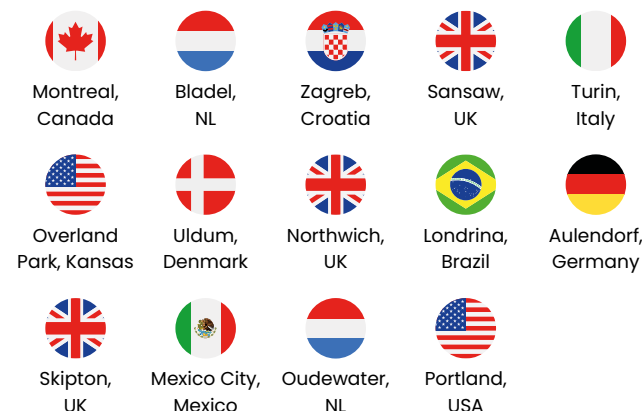 Montreal,
Canada
Bladel,
NL
Zagreb,
Croatia
Sansaw,
UK
Turin,
Italy
Overland
Park, Kansas
Uldum,
Denmark
Northwich,
UK
Londrina,
Brazil
Aulendorf,
Germany
Skipton,
UK
Mexico City,
Mexico
Oudewater,
NL
Portland,
USA